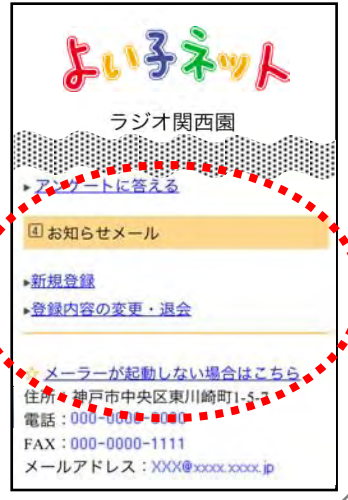 よい子ネット
ラジオ関西園
▸アンケートに答える
4 お知らせメール
▸新規登録
▸登録内容の変更・退会
☆ メーラーが起動しない場合はこちら
住所：神戸市中央区東川崎町1-5-7
電話：000-0000-0000
FAX：000-0000-1111
メールアドレス：XXX@xxxx.xxxx.jp